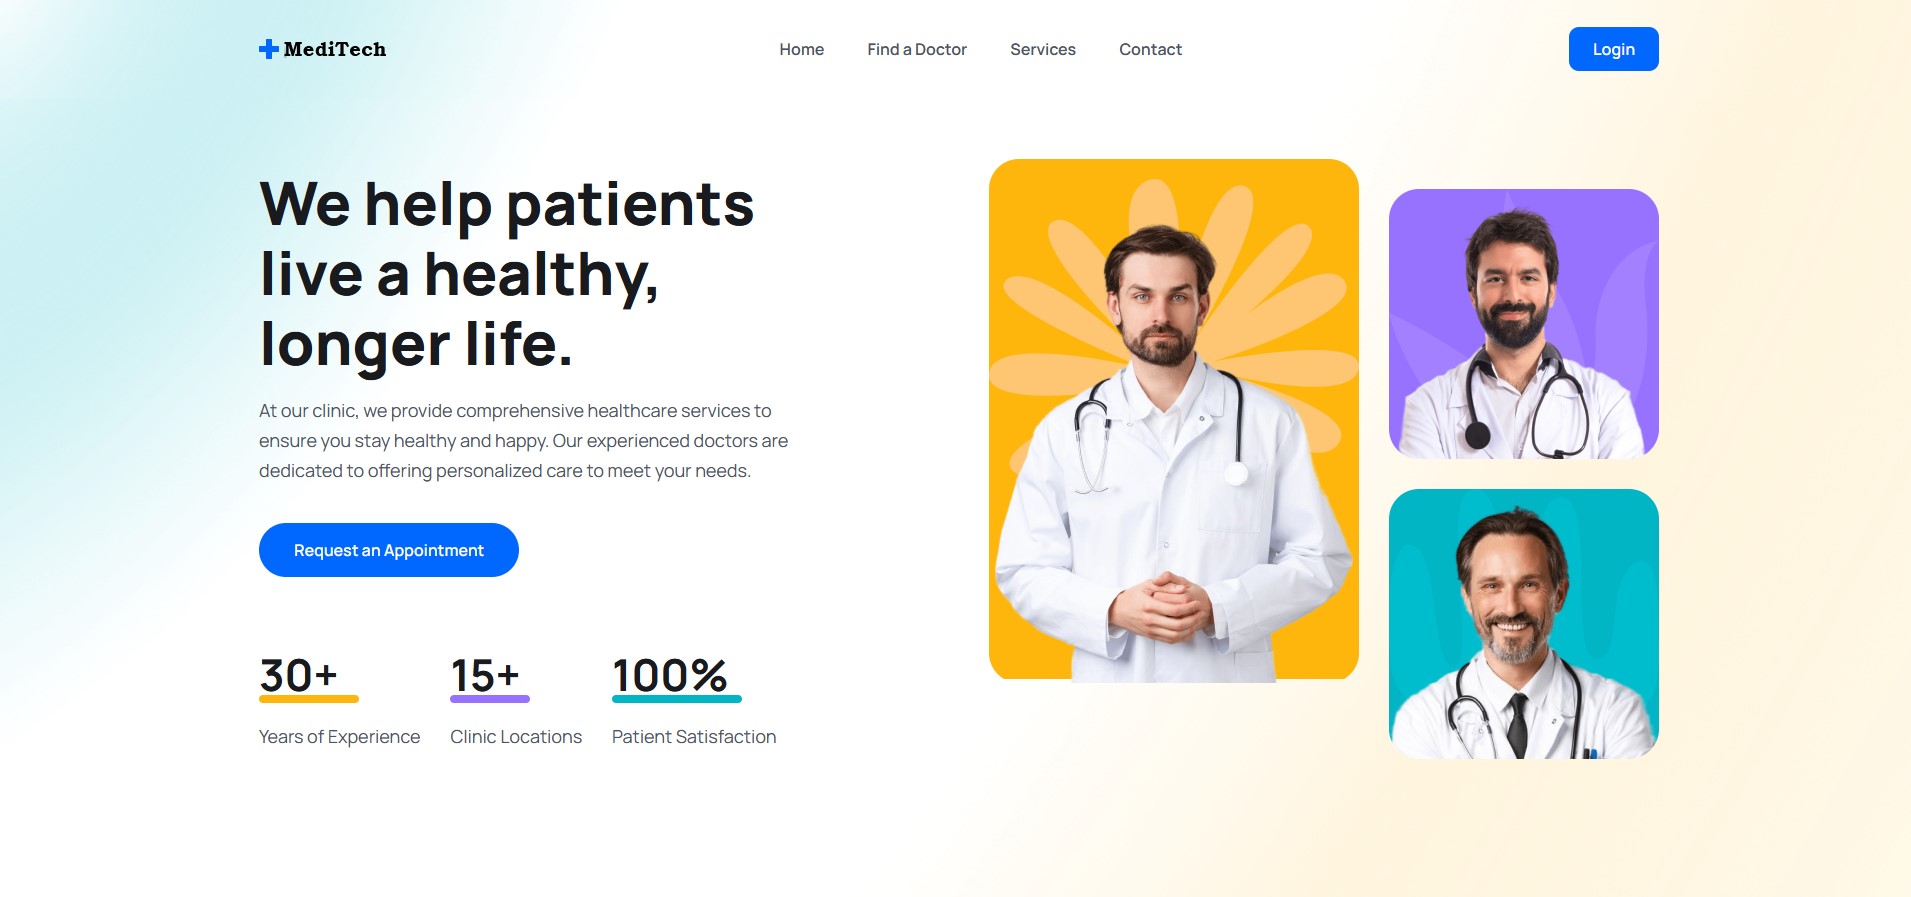 MediTech
Home
Find a Doctor
Services
Contact
Login
We help patients
live a healthy,
longer life.
At our clinic, we provide comprehensive healthcare services to
ensure you stay healthy and happy. Our experienced doctors are
dedicated to offering personalized care to meet your needs.
Request an Appointment
30+
Years of Experience
15+
Clinic Locations
100%
Patient Satisfaction